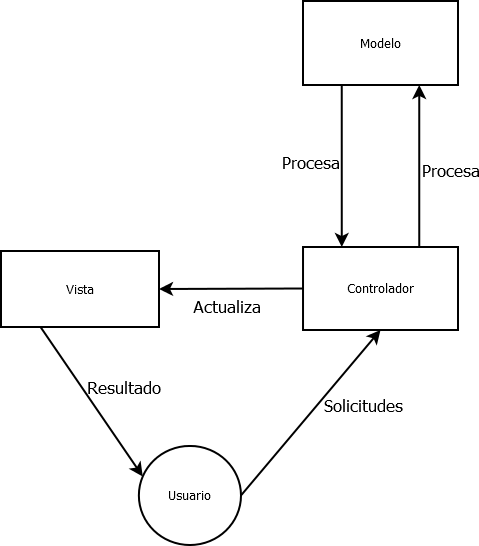 Modelo
Procesa
Procesa
Vista
Controlador
Actualiza
Resultado
Solicitudes
Usuario